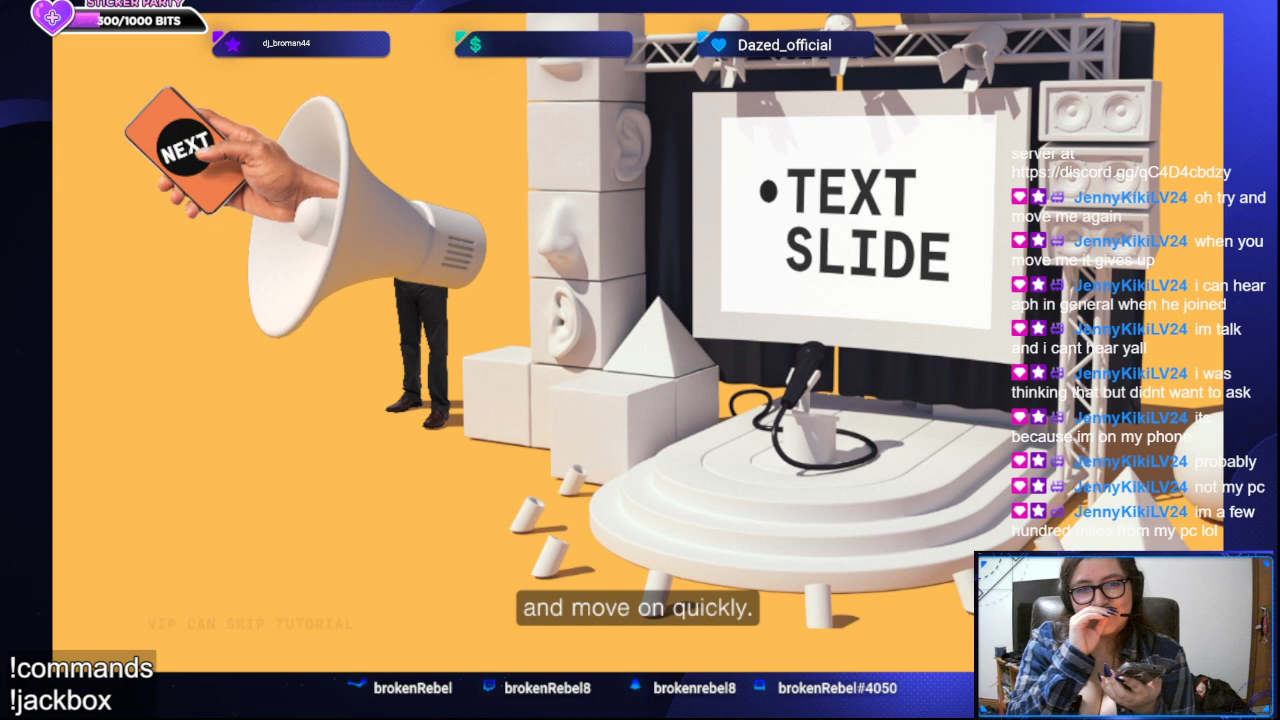 STICKER PARTY
300/1000 BITS
dj_broman44
Dazed_official
NEXT
•TEXT
SLIDE
server at
https://discord.gg/qC4D4cbdzy
JennyKikiLV24 oh try and
move me again
JennyKikiLV24 when you
move me it gives up
JennyKikiLV24 i can hear
aph in general when he joined
JennyKikiLV24 im talk
and i cant hear yall
JennyKikiLV24 i was
thinking that but didnt want to ask
JennyKikiLV24 its
because im on my phone
JennyKikiLV24 probably
JennyKikiLV24 not my pc
JennyKikiLV24 im a few
hundred miles from my pc lol
and move on quickly.
VIP CAN SKIP TUTORIAL
!commands
!jackbox
brokenRebel
brokenRebel8
brokenrebel8
brokenRebel#4050